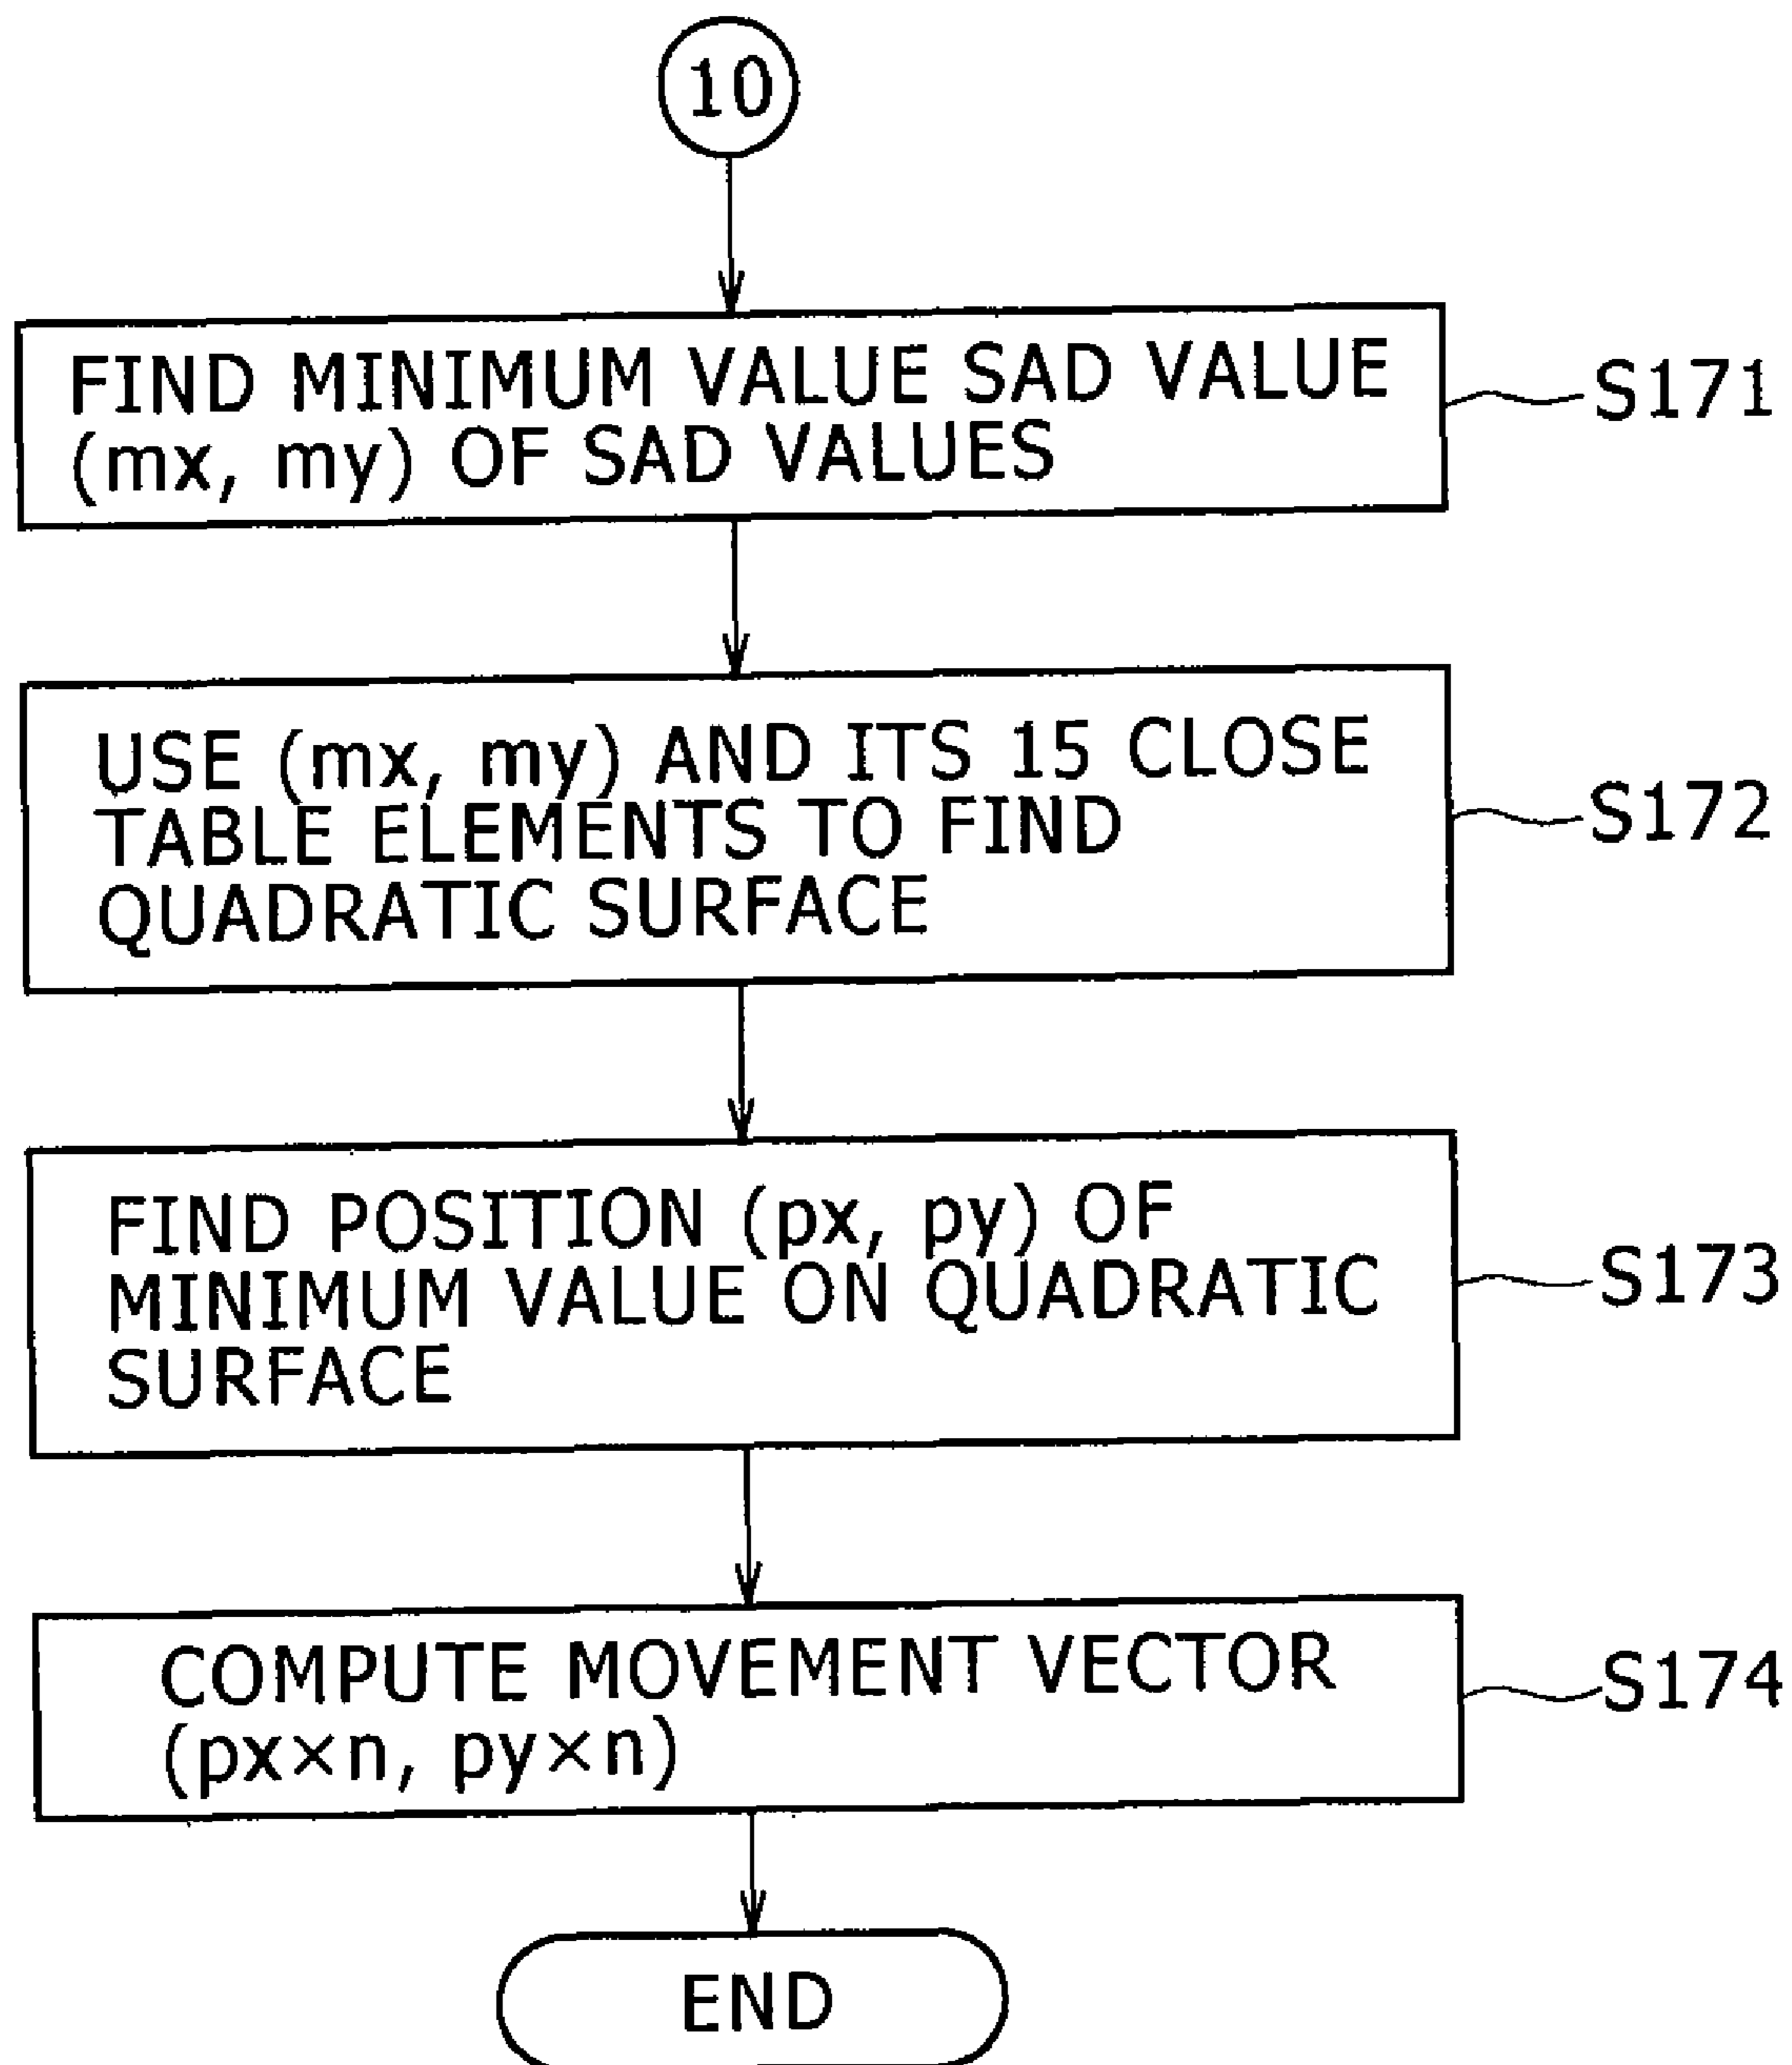 10
FIND MINIMUM VALUE SAD VALUE
(mx, my) OF SAD VALUES
S171
USE (mx, my) AND ITS 15 CLOSE
TABLE ELEMENTS TO FIND
QUADRATIC SURFACE
S172
FIND POSITION (px, py) OF
MINIMUM VALUE ON QUADRATIC
SURFACE
S173
COMPUTE MOVEMENT VECTOR
(px×n, py×n)
S174
END